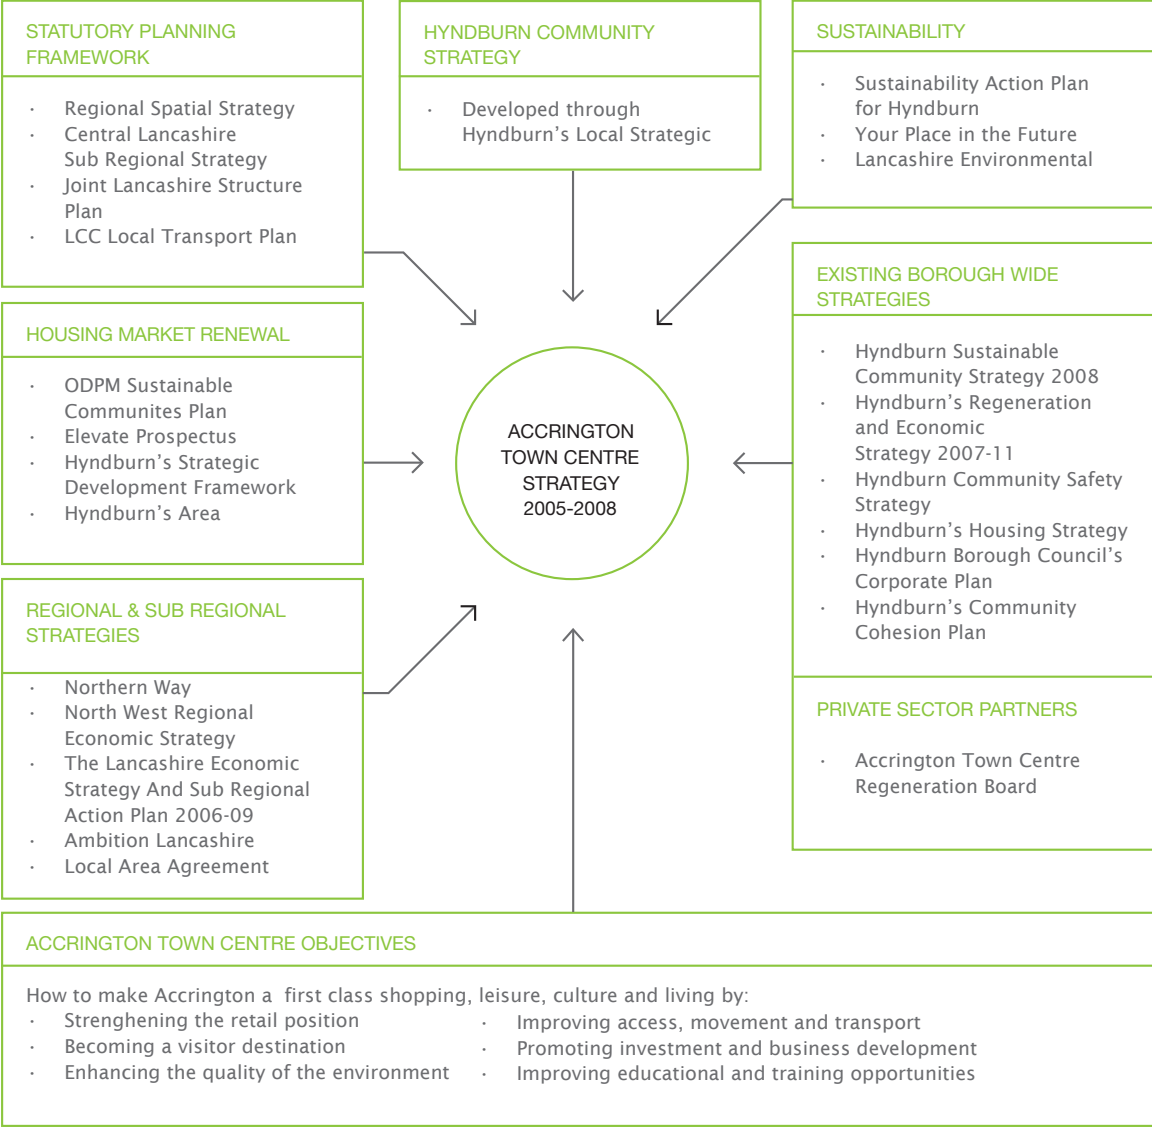 STATUTORY PLANNING
FRAMEWORK
· Regional Spatial Strategy
· Central Lancashire
Sub Regional Strategy
· Joint Lancashire Structure
Plan
· LCC Local Transport Plan
HYNDBURN COMMUNITY
STRATEGY
· Developed through
Hyndburn's Local Strategic
SUSTAINABILITY
· Sustainability Action Plan
for Hyndburn
· Your Place in the Future
· Lancashire Environmental
HOUSING MARKET RENEWAL
· ODPM Sustainable
Communites Plan
· Elevate Prospectus
· Hyndburn's Strategic
Development Framework
· Hyndburn's Area
ACCRINGTON
TOWN CENTRE
STRATEGY
2005-2008
EXISTING BOROUGH WIDE
STRATEGIES
· Hyndburn Sustainable
Community Strategy 2008
· Hyndburn's Regeneration
and Economic
Strategy 2007-11
· Hyndburn Community Safety
Strategy
· Hyndburn's Housing Strategy
· Hyndburn Borough Council's
Corporate Plan
· Hyndburn's Community
Cohesion Plan
REGIONAL & SUB REGIONAL
STRATEGIES
· Northern Way
· North West Regional
Economic Strategy
· The Lancashire Economic
Strategy And Sub Regional
Action Plan 2006-09
· Ambition Lancashire
· Local Area Agreement
PRIVATE SECTOR PARTNERS
· Accrington Town Centre
Regeneration Board
ACCRINGTON TOWN CENTRE OBJECTIVES
How to make Accrington a first class shopping, leisure, culture and living by:
· Strenghening the retail position
· Becoming a visitor destination
· Enhancing the quality of the environment
· Improving access, movement and transport
· Promoting investment and business development
· Improving educational and training opportunities